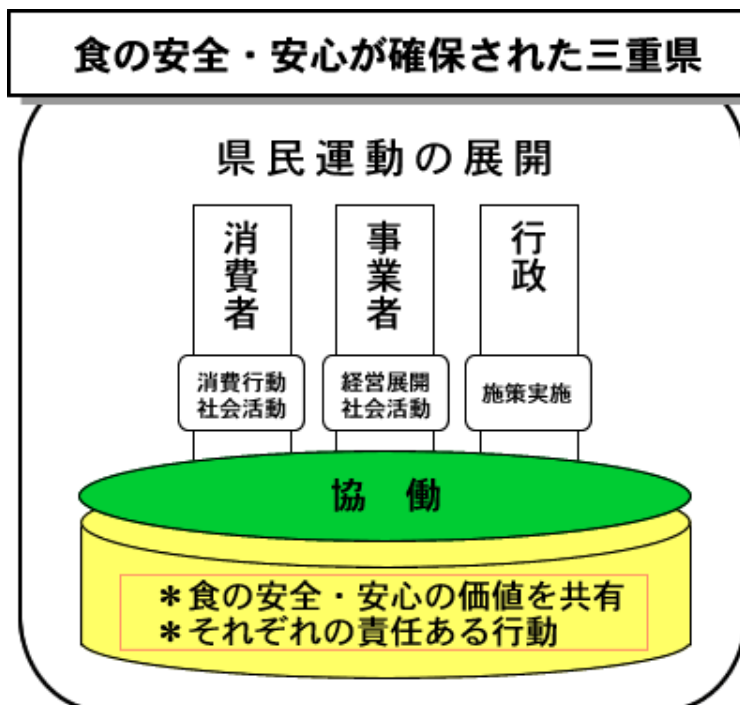 食の安全・安心が確保された三重県
県民運動の展開
消費者
事業者
行政
消費行動
社会活動
経営展開
社会活動
施策実施
協 働
＊食の安全・安心の価値を共有
＊それぞれの責任ある行動